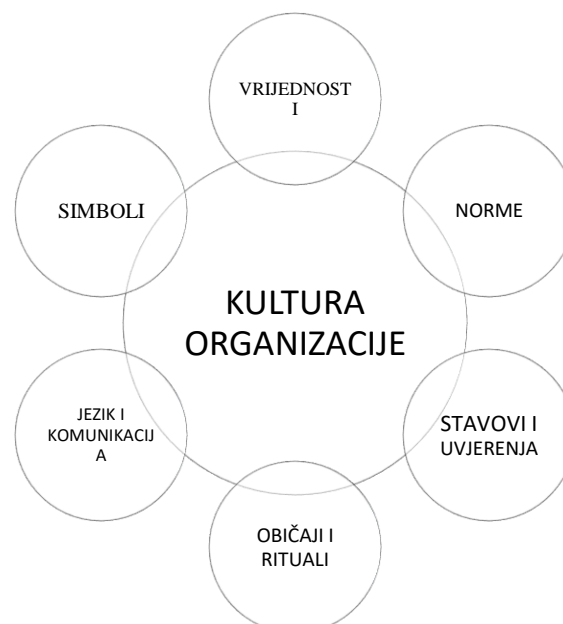 VRIJEDNOST
I
SIMBOLI
NORME
KULTURA
ORGANIZACIJE
JEZIK I
KOMUNIKACIJ
A
STAVOVI I
UVJERENJA
OBIČAJI I
RITUALI